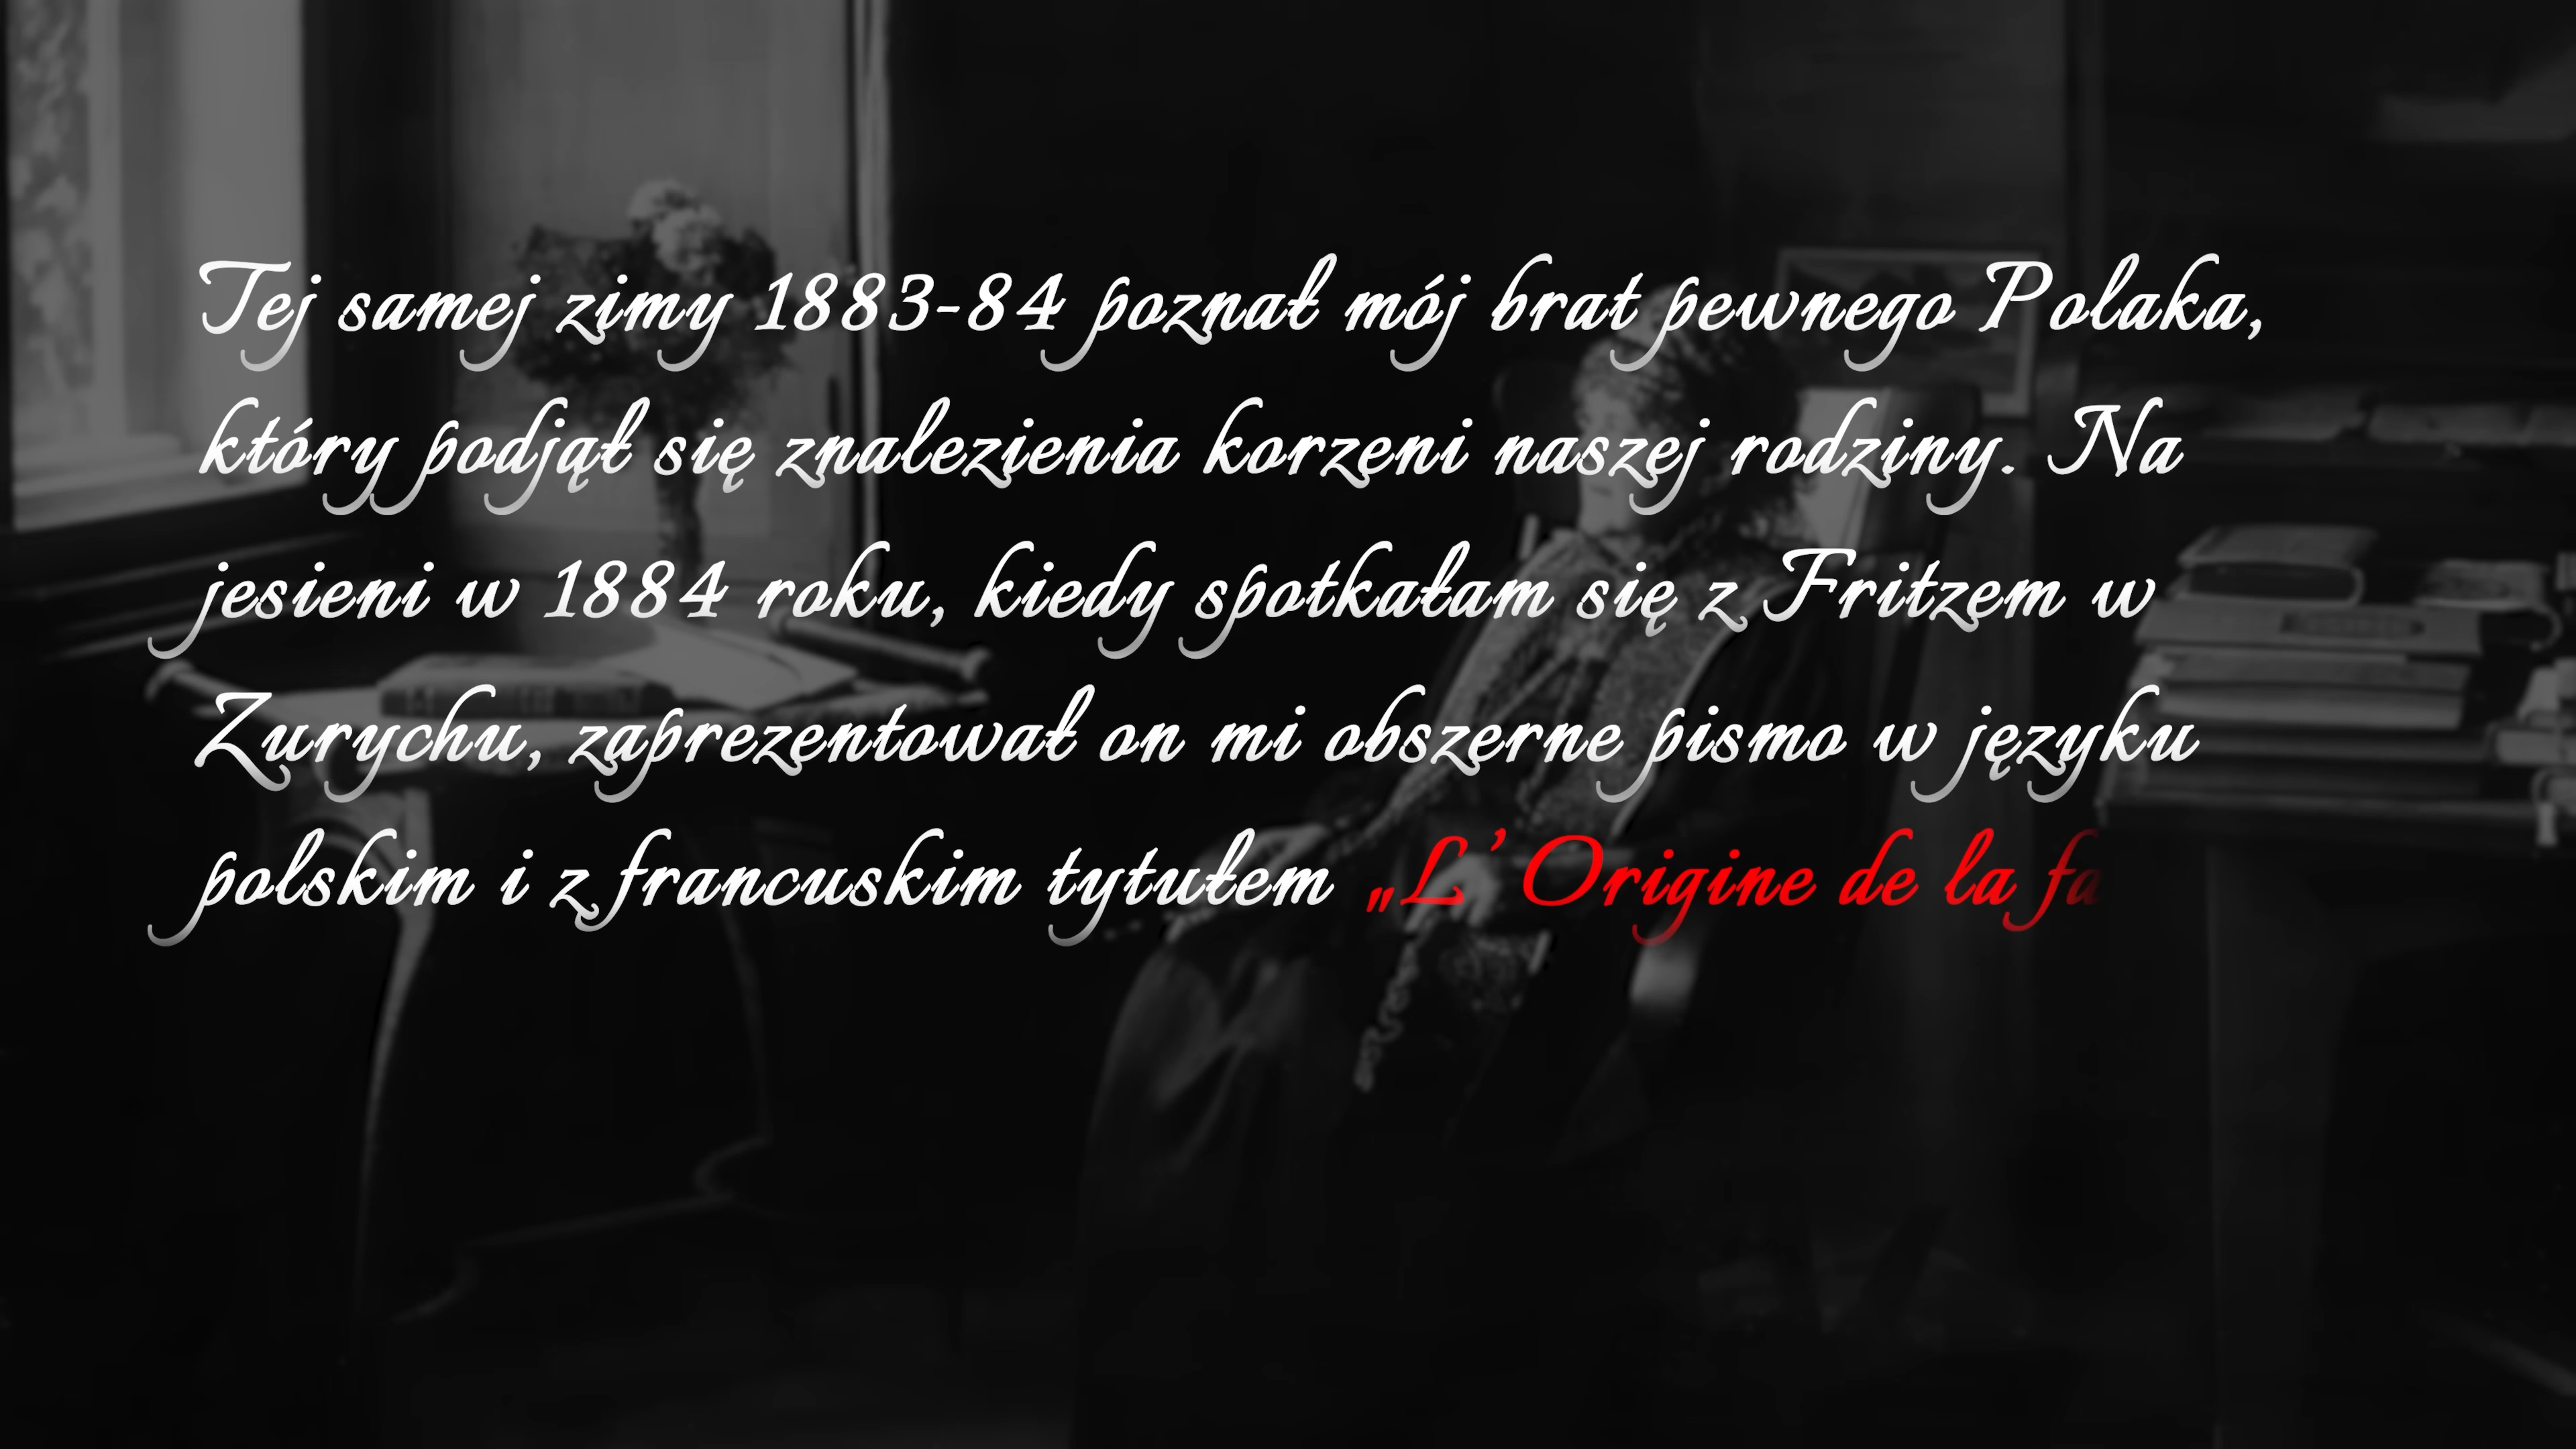 Tej samej zimy 1883-84 poznał mój brat pewnego Polaka,
który podjął się znalezienia korzeni naszej rodziny. Na
jesieni w 1884 roku, kiedy spotkałam się z Fritzem w
Zurychu, zaprezentował on mi obszerne pismo w języku
polskim i z francuskim tytułem „L’Origine de la fa